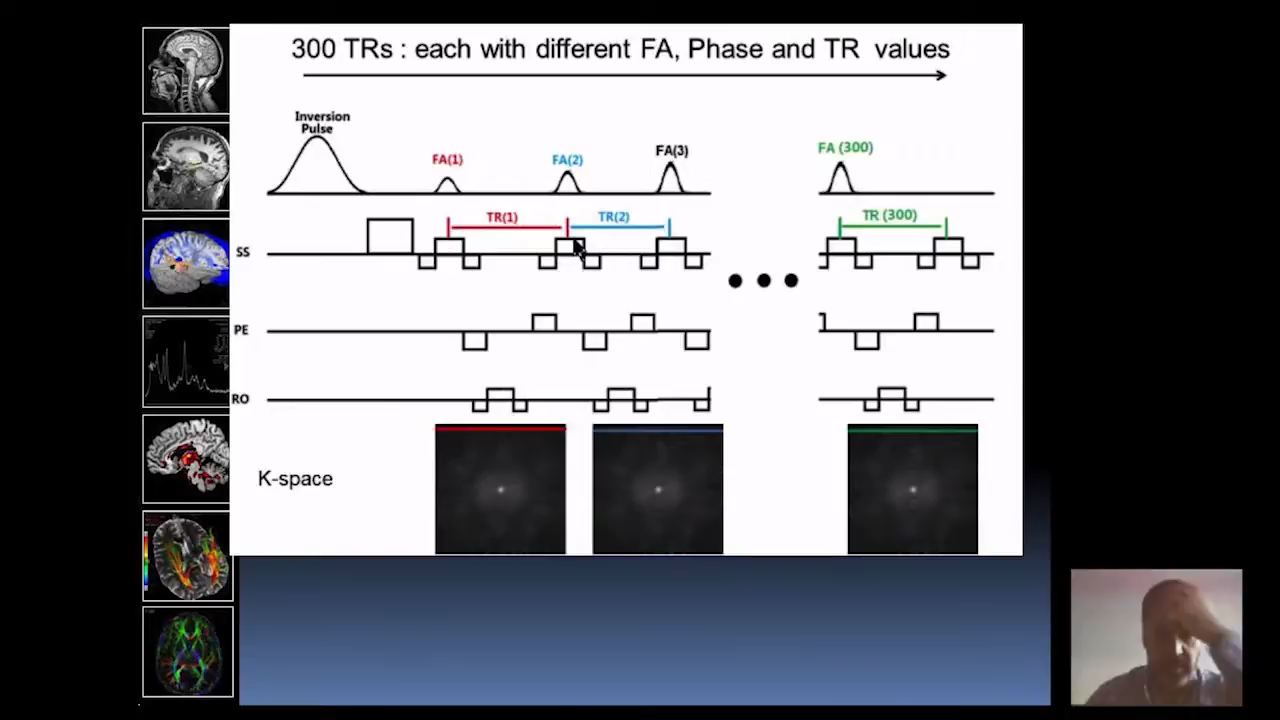 300 TRs : each with different FA, Phase and TR values
Inversion
Pulse
FA(1)
FA(2)
FA(3)
FA (300)
TR(1)
TR(2)
TR (300)
SS
PE
RO
K-space